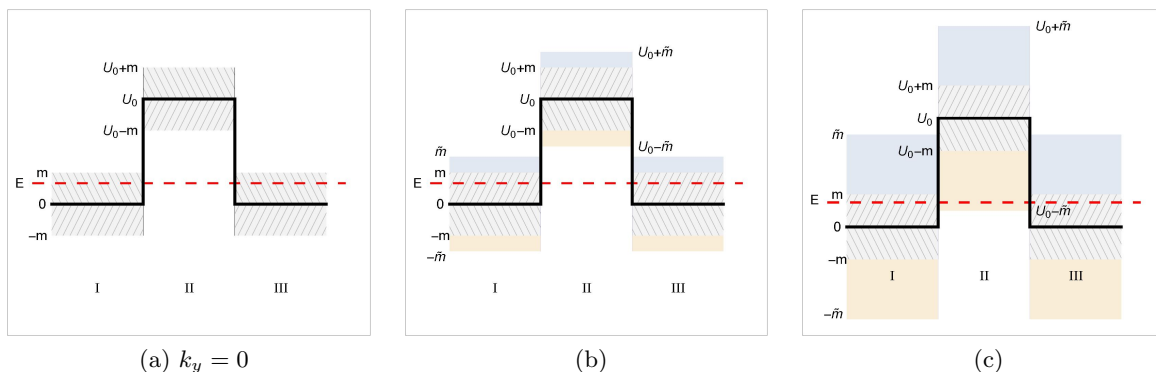 U₀+m
U₀
U₀−m
m
E
0
−m
I II III
(a) k_y = 0
U₀+m̃
U₀+m
U₀
U₀−m
U₀−m̃
m̃
m
E
0
−m
−m̃
I II III
(b)
U₀+m̃
U₀+m
U₀
m̃
U₀−m
m
E
U₀−m̃
0
−m
I II III
−m̃
(c)